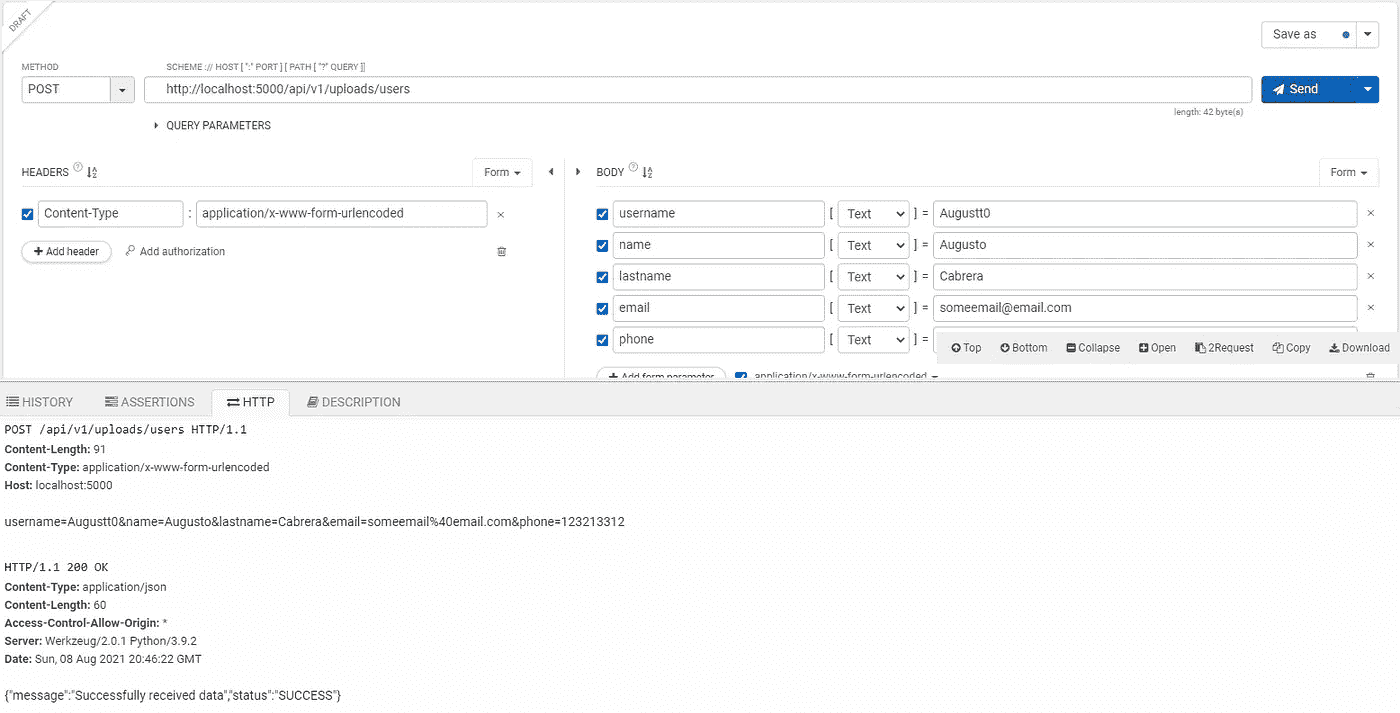 DRAFT
Save as
METHOD
SCHEME :// HOST [ ":" PORT ] [ PATH [ "?" QUERY ]]
POST
http://localhost:5000/api/v1/uploads/users
Send
length: 42 byte(s)
QUERY PARAMETERS
HEADERS ? Form
Content-Type : application/x-www-form-urlencoded ×
+ Add header Add authorization
BODY ? Form
username [ Text ] = Augustt0 ×
name [ Text ] = Augusto ×
lastname [ Text ] = Cabrera ×
email [ Text ] = someemail@email.com ×
phone [ Text ] =
Top Bottom Collapse Open 2Request Copy Download
+ Add form parameter application/x-www-form-urlencoded
HISTORY ASSERTIONS HTTP DESCRIPTION
POST /api/v1/uploads/users HTTP/1.1
Content-Length: 91
Content-Type: application/x-www-form-urlencoded
Host: localhost:5000
username=Augustt0&name=Augusto&lastname=Cabrera&email=someemail%40email.com&phone=123213312
HTTP/1.1 200 OK
Content-Type: application/json
Content-Length: 60
Access-Control-Allow-Origin: *
Server: Werkzeug/2.0.1 Python/3.9.2
Date: Sun, 08 Aug 2021 20:46:22 GMT
{"message":"Successfully received data","status":"SUCCESS"}